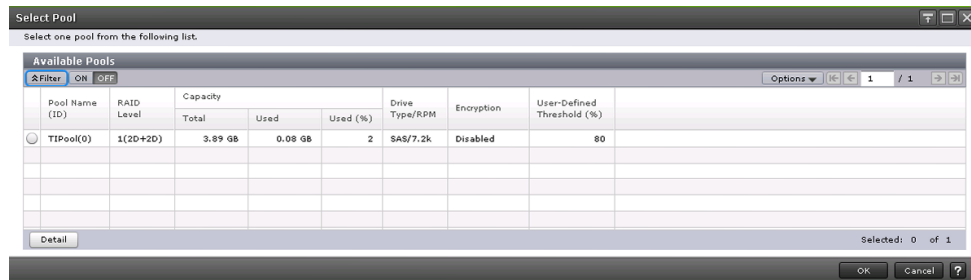 Select Pool
Select one pool from the following list.
Available Pools
Filter ON OFF Options 1 / 1
Pool Name (ID) RAID Level Capacity Drive Type/RPM Encryption User-Defined Threshold (%)
Total Used Used (%)
TIPool(0) 1(2D+2D) 3.89 GB 0.08 GB 2 SAS/7.2k Disabled 80
Detail Selected: 0 of 1
OK Cancel ?